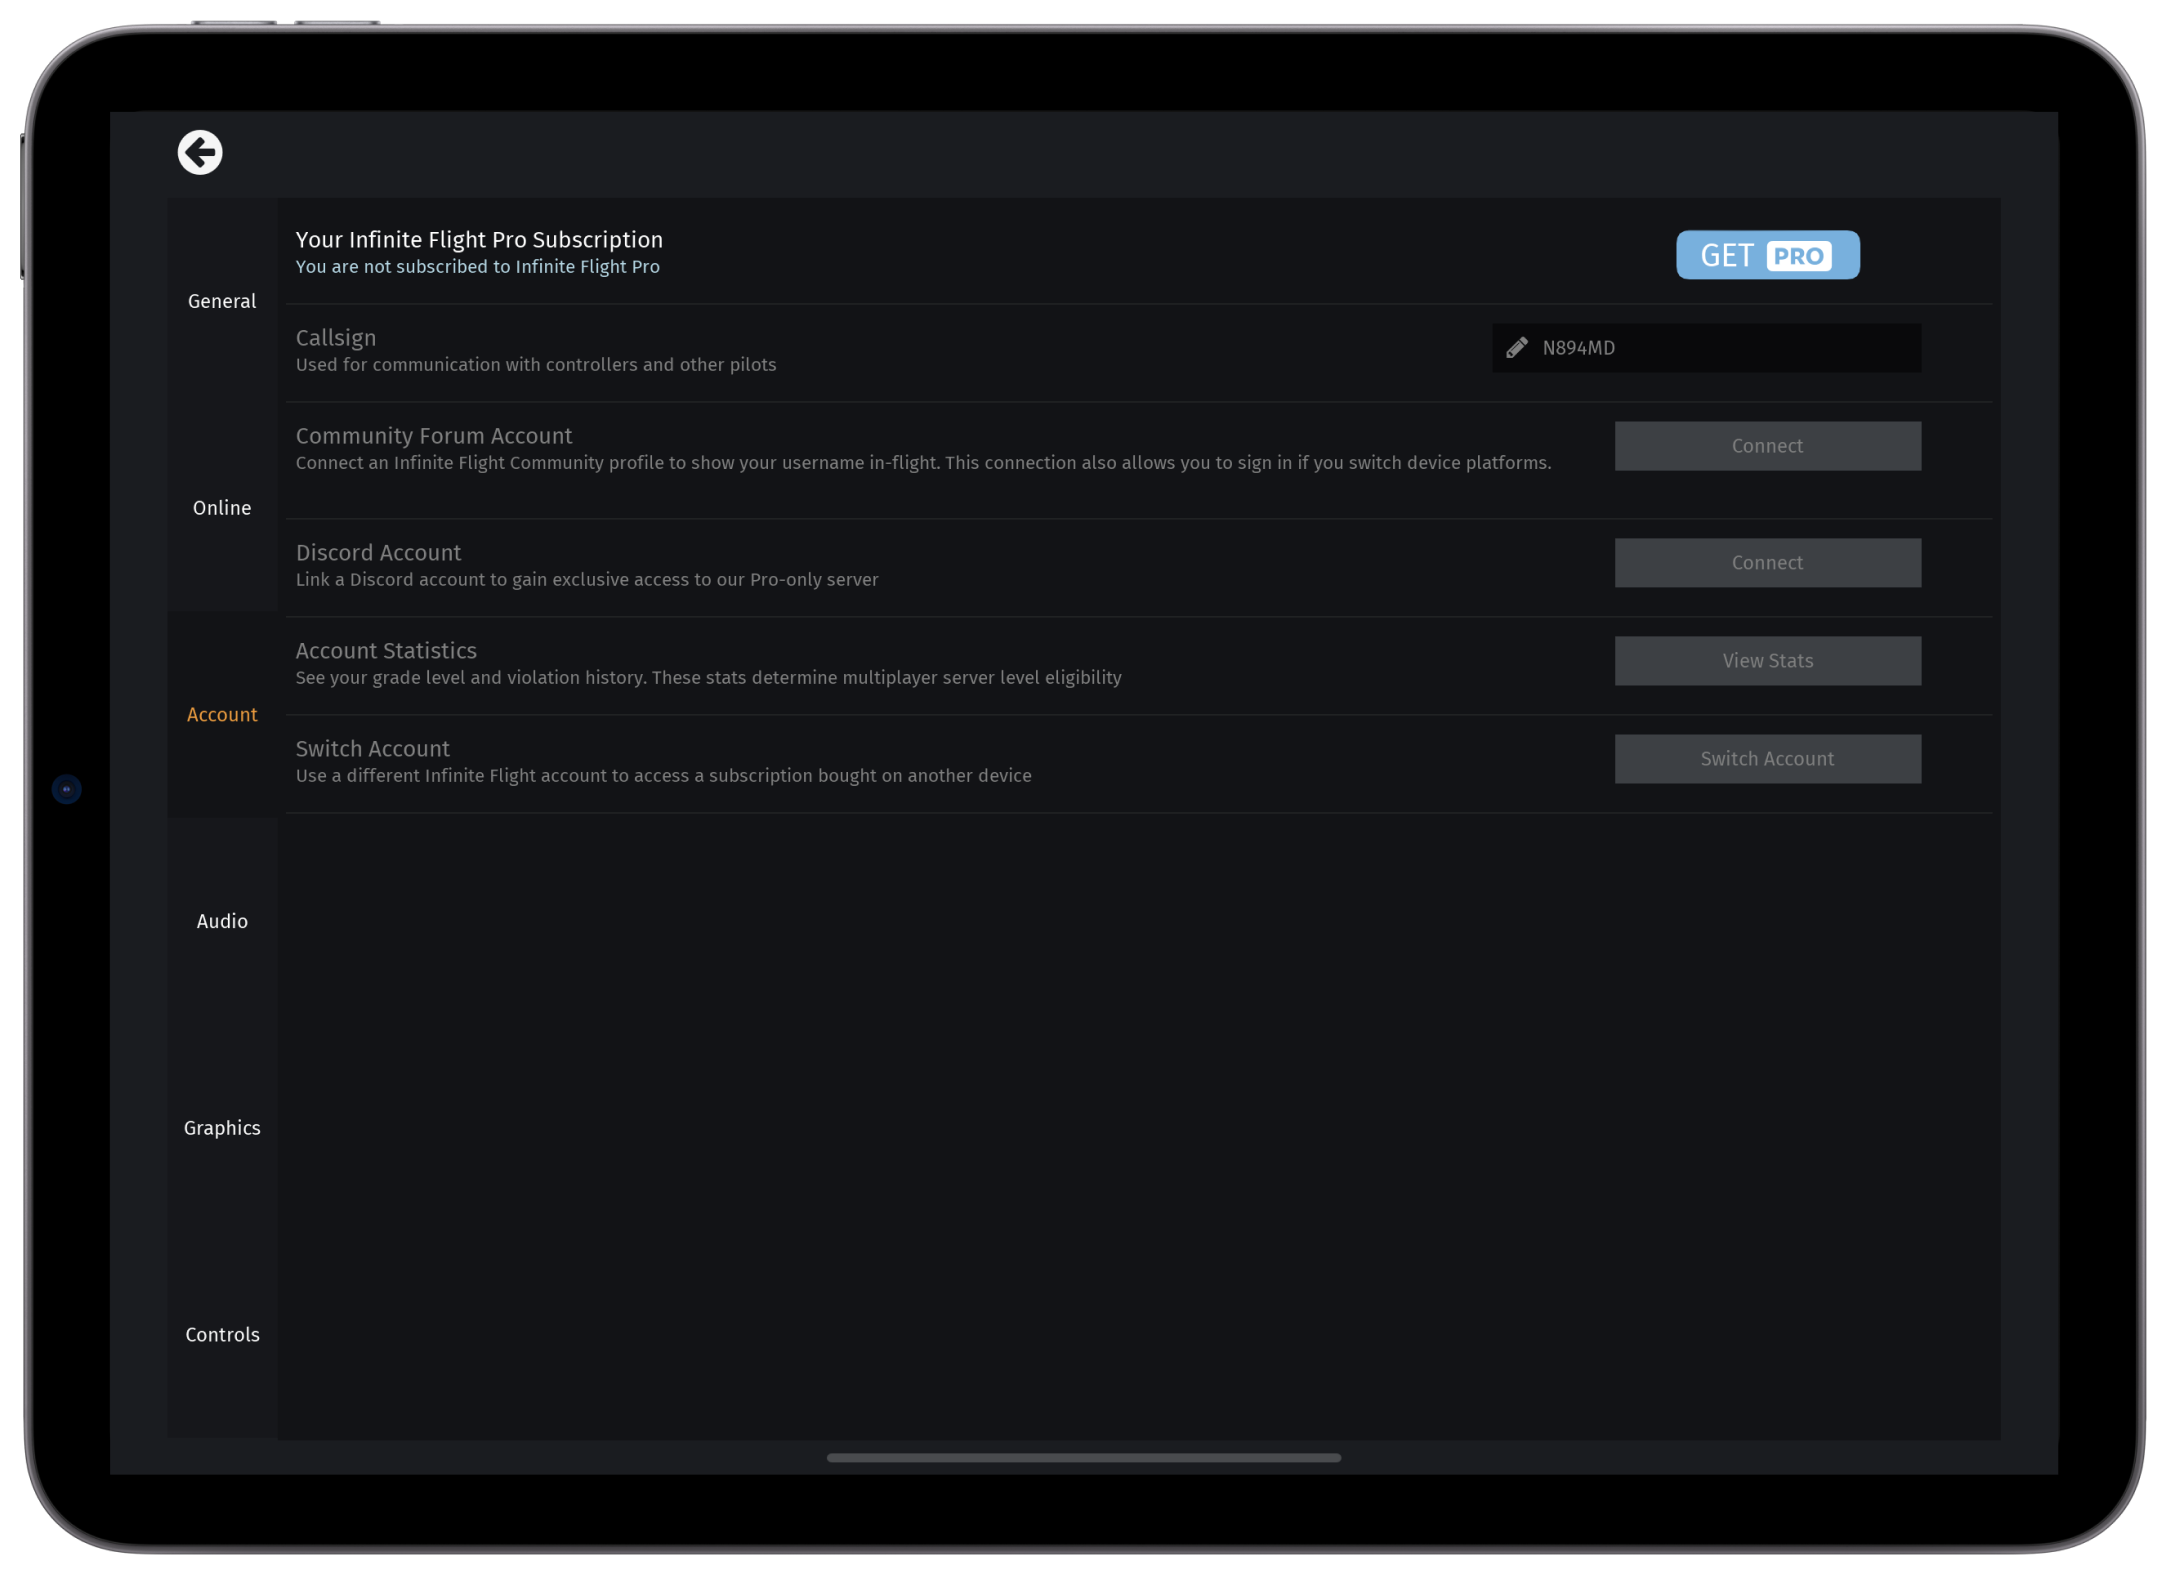 Your Infinite Flight Pro Subscription
You are not subscribed to Infinite Flight Pro
GET PRO
General
Callsign
Used for communication with controllers and other pilots
N894MD
Community Forum Account
Connect an Infinite Flight Community profile to show your username in-flight. This connection also allows you to sign in if you switch device platforms.
Connect
Online
Discord Account
Link a Discord account to gain exclusive access to our Pro-only server
Connect
Account Statistics
See your grade level and violation history. These stats determine multiplayer server level eligibility
View Stats
Account
Switch Account
Use a different Infinite Flight account to access a subscription bought on another device
Switch Account
Audio
Graphics
Controls